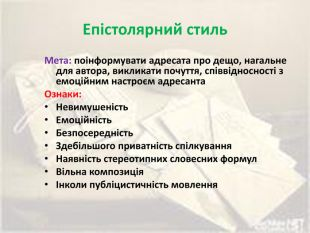 Епістолярний стиль
Мета: поінформувати адресата про дещо, нагальне
для автора, викликати почуття, співвідносності з
емоційним настроєм адресанта
Ознаки:
• Невимушеність
• Емоційність
• Безпосередність
• Здебільшого приватність спілкування
• Наявність стереотипних словесних формул
• Вільна композиція
• Інколи публіцистичність мовлення